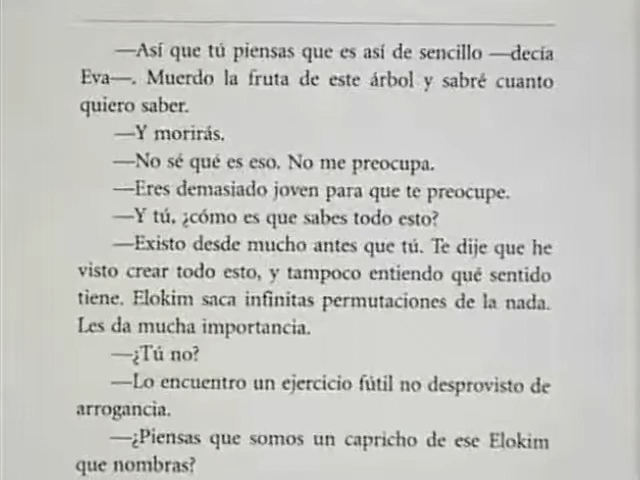 —Así que tú piensas que es así de sencillo —decía
Eva—. Muerdo la fruta de este árbol y sabré cuanto
quiero saber.
—Y morirás.
—No sé qué es eso. No me preocupa.
—Eres demasiado joven para que te preocupe.
—Y tú, ¿cómo es que sabes todo esto?
—Existo desde mucho antes que tú. Te dije que he
visto crear todo esto, y tampoco entiendo qué sentido
tiene. Elokim saca infinitas permutaciones de la nada.
Les da mucha importancia.
—¿Tú no?
—Lo encuentro un ejercicio fútil no desprovisto de
arrogancia.
—¿Piensas que somos un capricho de ese Elokim
que nombras?